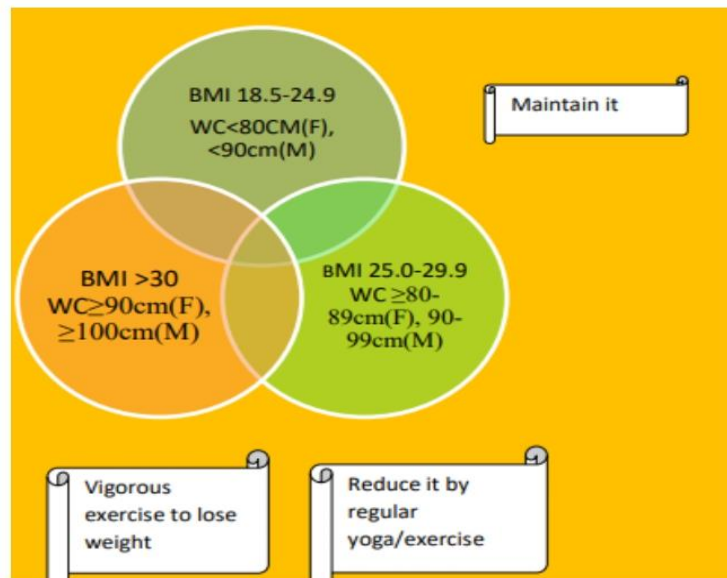 BMI 18.5-24.9
WC<80CM(F),
<90cm(M)
Maintain it
BMI >30
WC≥90cm(F),
≥100cm(M)
BMI 25.0-29.9
WC ≥80-
89cm(F), 90-
99cm(M)
Vigorous
exercise to lose
weight
Reduce it by
regular
yoga/exercise